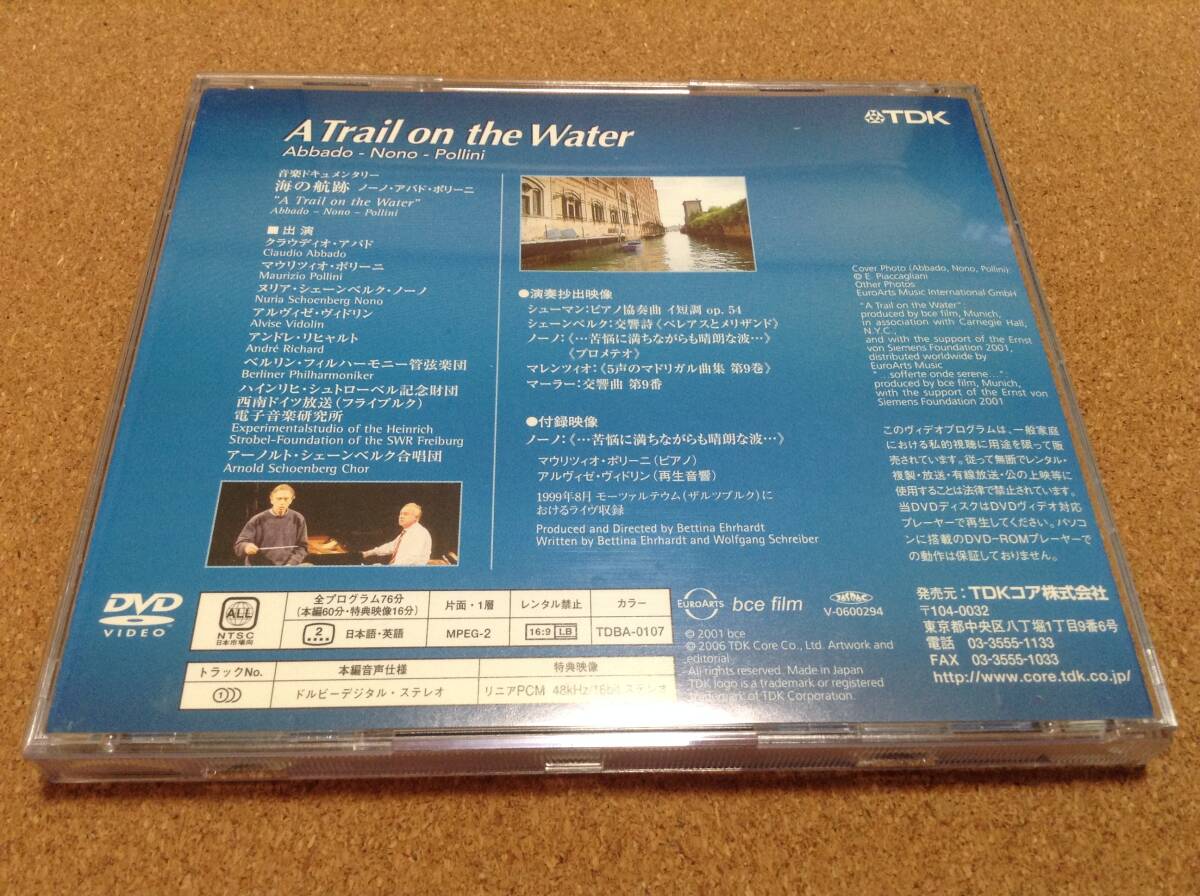 A Trail on the Water
Abbado - Nono - Pollini
TDK
音楽ドキュメンタリー
海の航跡 ノーノ・アバド・ポリーニ
"A Trail on the Water"
Abbado - Nono - Pollini
■出演
クラウディオ・アバド
Claudio Abbado
マウリツィオ・ポリーニ
Maurizio Pollini
ヌリア・シェーンベルク・ノーノ
Nuria Schoenberg Nono
アルヴィゼ・ヴィドリン
Alvise Vidolin
アンドレ・リヒャルト
André Richard
ベルリン・フィルハーモニー管弦楽団
Berliner Philharmoniker
ハインリヒ・シュトローベル記念財団
西南ドイツ放送(フライブルク)
電子音楽研究所
Experimentalstudio of the Heinrich
Strobel-Foundation of the SWR Freiburg
アーノルト・シェーンベルク合唱団
Arnold Schoenberg Chor
●演奏抄出映像
シューマン:ピアノ協奏曲 イ短調 op. 54
シェーンベルク:交響詩《ペレアスとメリザンド》
ノーノ:《…苦悩に満ちながらも晴朗な波…》
《プロメテオ》
マレンツィオ:《5声のマドリガル曲集 第9巻》
マーラー:交響曲 第9番
●付録映像
ノーノ:《…苦悩に満ちながらも晴朗な波…》
マウリツィオ・ポリーニ(ピアノ)
アルヴィゼ・ヴィドリン(再生音響)
1999年8月 モーツァルテウム(ザルツブルク)に
おけるライヴ収録
Produced and Directed by Bettina Ehrhardt
Written by Bettina Ehrhardt and Wolfgang Schreiber
Cover Photo (Abbado, Nono, Pollini):
© E. Piaccagliani
Other Photos
EuroArts Music International GmbH
"A Trail on the Water":
produced by bce film, Munich,
in association with Carnegie Hall,
N.Y.C.,
and with the support of the Ernst
von Siemens Foundation 2001,
distributed worldwide by
EuroArts Music
"... sofferte onde serene...":
produced by bce film, Munich,
with the support of the Ernst von
Siemens Foundation 2001
このヴィデオプログラムは、一般家庭
における私的視聴に用途を限って販
売されています。従って無断でレンタル・
複製・放送・有線放送・公の上映等に
使用することは法律で禁止されています。
当DVDディスクはDVDヴィデオ対応
プレーヤーで再生してください。パソコ
ンに搭載のDVD-ROMプレーヤーで
の動作は保証しておりません。
DVD
VIDEO
ALL
NTSC
日本市場向
全プログラム76分
(本編60分・特典映像16分)
片面・1層
レンタル禁止
カラー
2
日本語・英語
MPEG-2
16:9 LB
TDBA-0107
トラックNo.
本編音声仕様
特典映像
1
ドルビーデジタル・ステレオ
リニアPCM 48kHz/16bit ステレオ
EUROARTS
bce film
V-0600294
© 2001 bce
© 2006 TDK Core Co., Ltd. Artwork and
editorial
All rights reserved. Made in Japan
TDK logo is a trademark or registered
trademark of TDK Corporation.
発売元:TDKコア株式会社
〒104-0032
東京都中央区八丁堀1丁目9番6号
電話 03-3555-1133
FAX 03-3555-1033
http://www.core.tdk.co.jp/